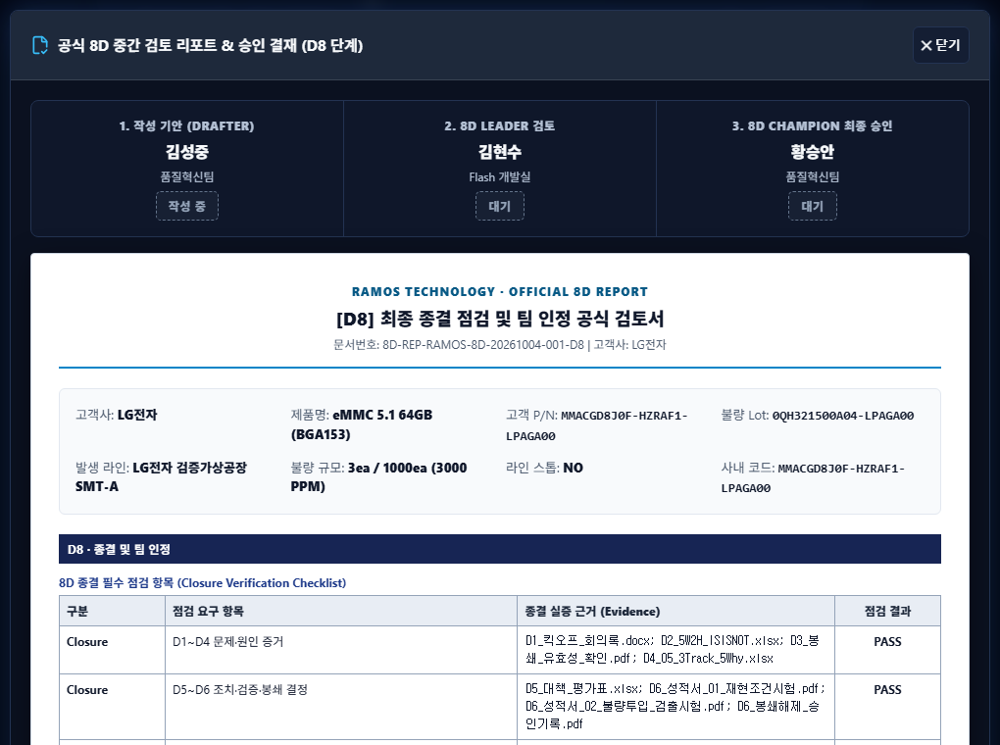 공식 8D 중간 검토 리포트 & 승인 결재 (D8 단계)
✕ 닫기
1. 작성 기안 (DRAFTER)
김성중
품질혁신팀
작성 중
2. 8D LEADER 검토
김현수
Flash 개발실
대기
3. 8D CHAMPION 최종 승인
황승안
품질혁신팀
대기
RAMOS TECHNOLOGY · OFFICIAL 8D REPORT
[D8] 최종 종결 점검 및 팀 인정 공식 검토서
문서번호: 8D-REP-RAMOS-8D-20261004-001-D8 | 고객사: LG전자
고객사: LG전자
제품명: eMMC 5.1 64GB
(BGA153)
고객 P/N: MMACGD8J0F-HZRAF1-
LPAGA00
불량 Lot: 0QH321500A04-LPAGA00
발생 라인: LG전자 검증가상공장
SMT-A
불량 규모: 3ea / 1000ea (3000
PPM)
라인 스톱: NO
사내 코드: MMACGD8J0F-HZRAF1-
LPAGA00
D8 · 종결 및 팀 인정
8D 종결 필수 점검 항목 (Closure Verification Checklist)
구분
점검 요구 항목
종결 실증 근거 (Evidence)
점검 결과
Closure
D1~D4 문제·원인 증거
D1_킥오프_회의록.docx; D2_5W2H_ISISNOT.xlsx; D3_봉
쇄_유효성_확인.pdf; D4_05_3Track_5Why.xlsx
PASS
Closure
D5~D6 조치·검증·봉쇄 결정
D5_대책_평가표.xlsx; D6_성적서_01_재현조건시험.pdf;
D6_성적서_02_불량투입_검출시험.pdf; D6_봉쇄해제_승
인기록.pdf
PASS